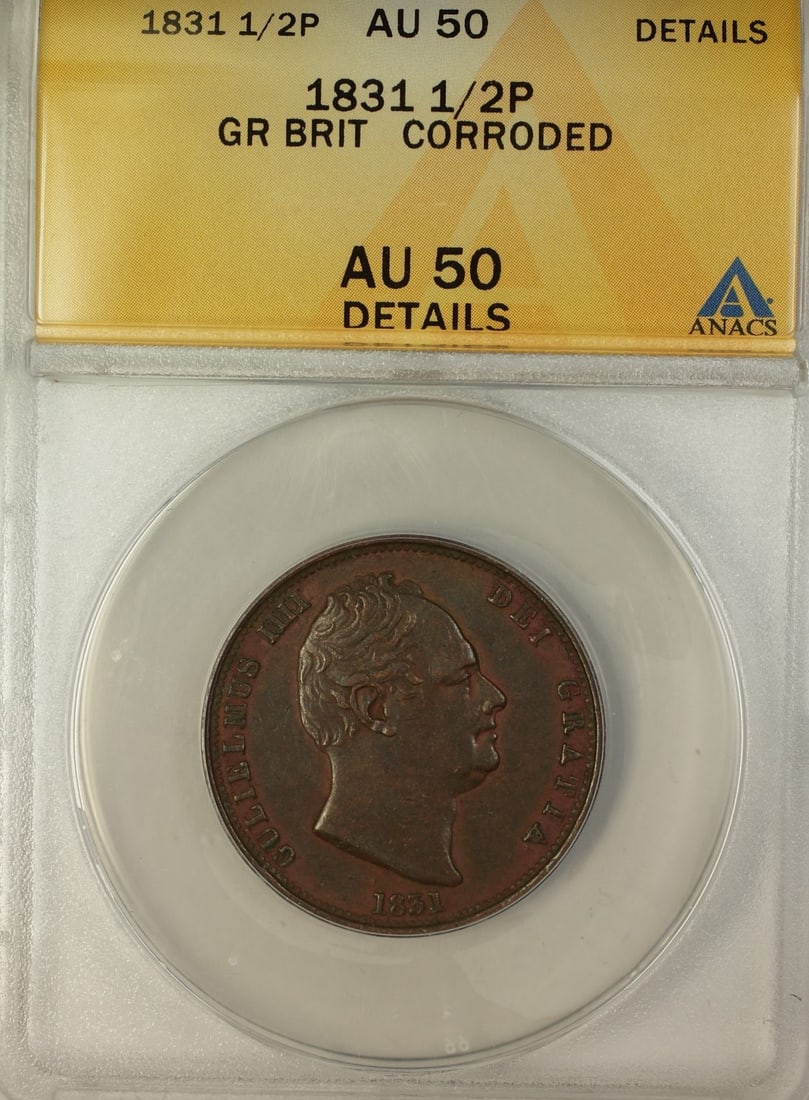 1831 1/2P AU 50 DETAILS
1831 1/2P
GR BRIT CORRODED
AU 50
DETAILS
ANACS
GULIELMUS IIII DEI GRATIA
1831